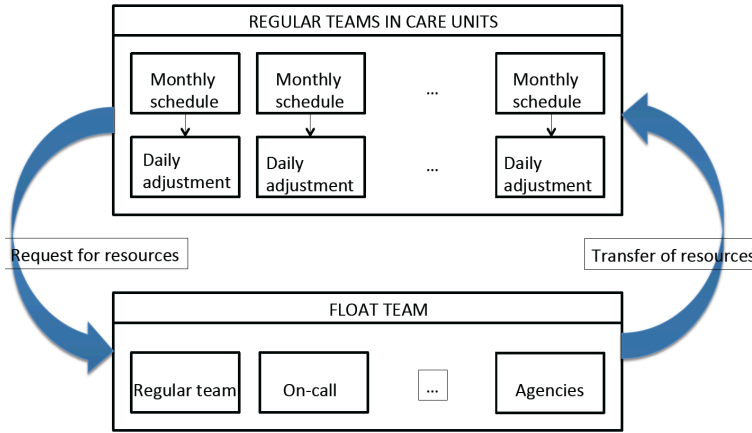 REGULAR TEAMS IN CARE UNITS
Monthly
schedule
Monthly
schedule
...
Monthly
schedule
Daily
adjustment
Daily
adjustment
...
Daily
adjustment
Request for resources
Transfer of resources
FLOAT TEAM
Regular team
On-call
...
Agencies